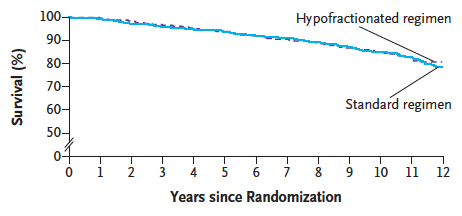 100
90
80
70
60
50
0
Survival (%)
Hypofractionated regimen
Standard regimen
0 1 2 3 4 5 6 7 8 9 10 11 12
Years since Randomization